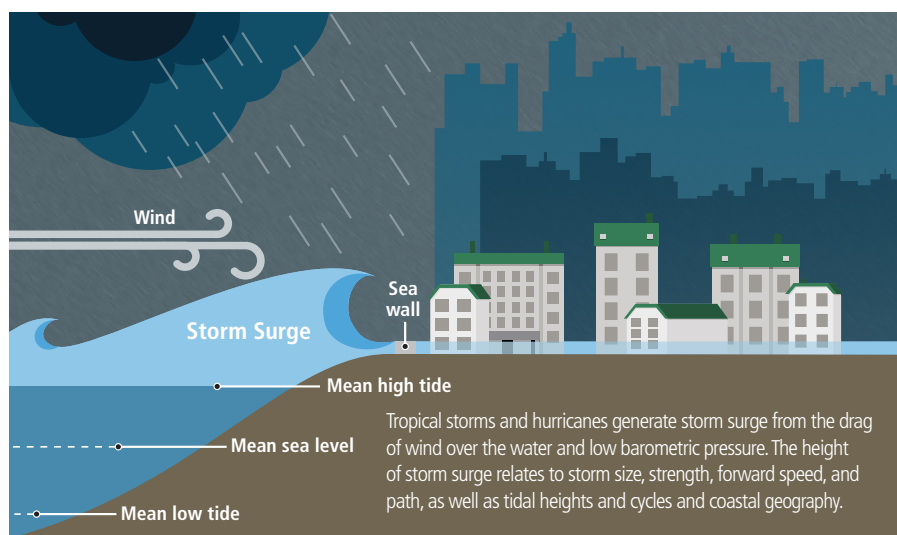 Wind
Sea
wall
Storm Surge
Mean high tide
Mean sea level
Mean low tide
Tropical storms and hurricanes generate storm surge from the drag
of wind over the water and low barometric pressure. The height
of storm surge relates to storm size, strength, forward speed, and
path, as well as tidal heights and cycles and coastal geography.